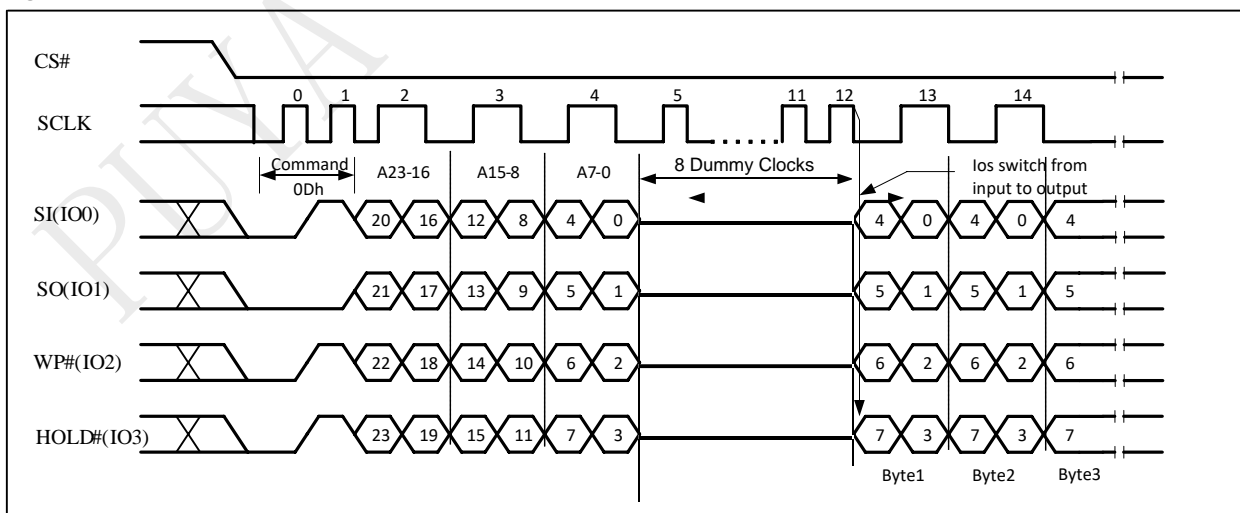 PUYA
CS#
0 1 2 3 4 5 11 12 13 14
SCLK
Command A23-16 A15-8 A7-0 8 Dummy Clocks Ios switch from
0Dh input to output
SI(IO0) 20 16 12 8 4 0 4 0 4 0 4
SO(IO1) 21 17 13 9 5 1 5 1 5 1 5
WP#(IO2) 22 18 14 10 6 2 6 2 6 2 6
HOLD#(IO3) 23 19 15 11 7 3 7 3 7 3 7
Byte1 Byte2 Byte3